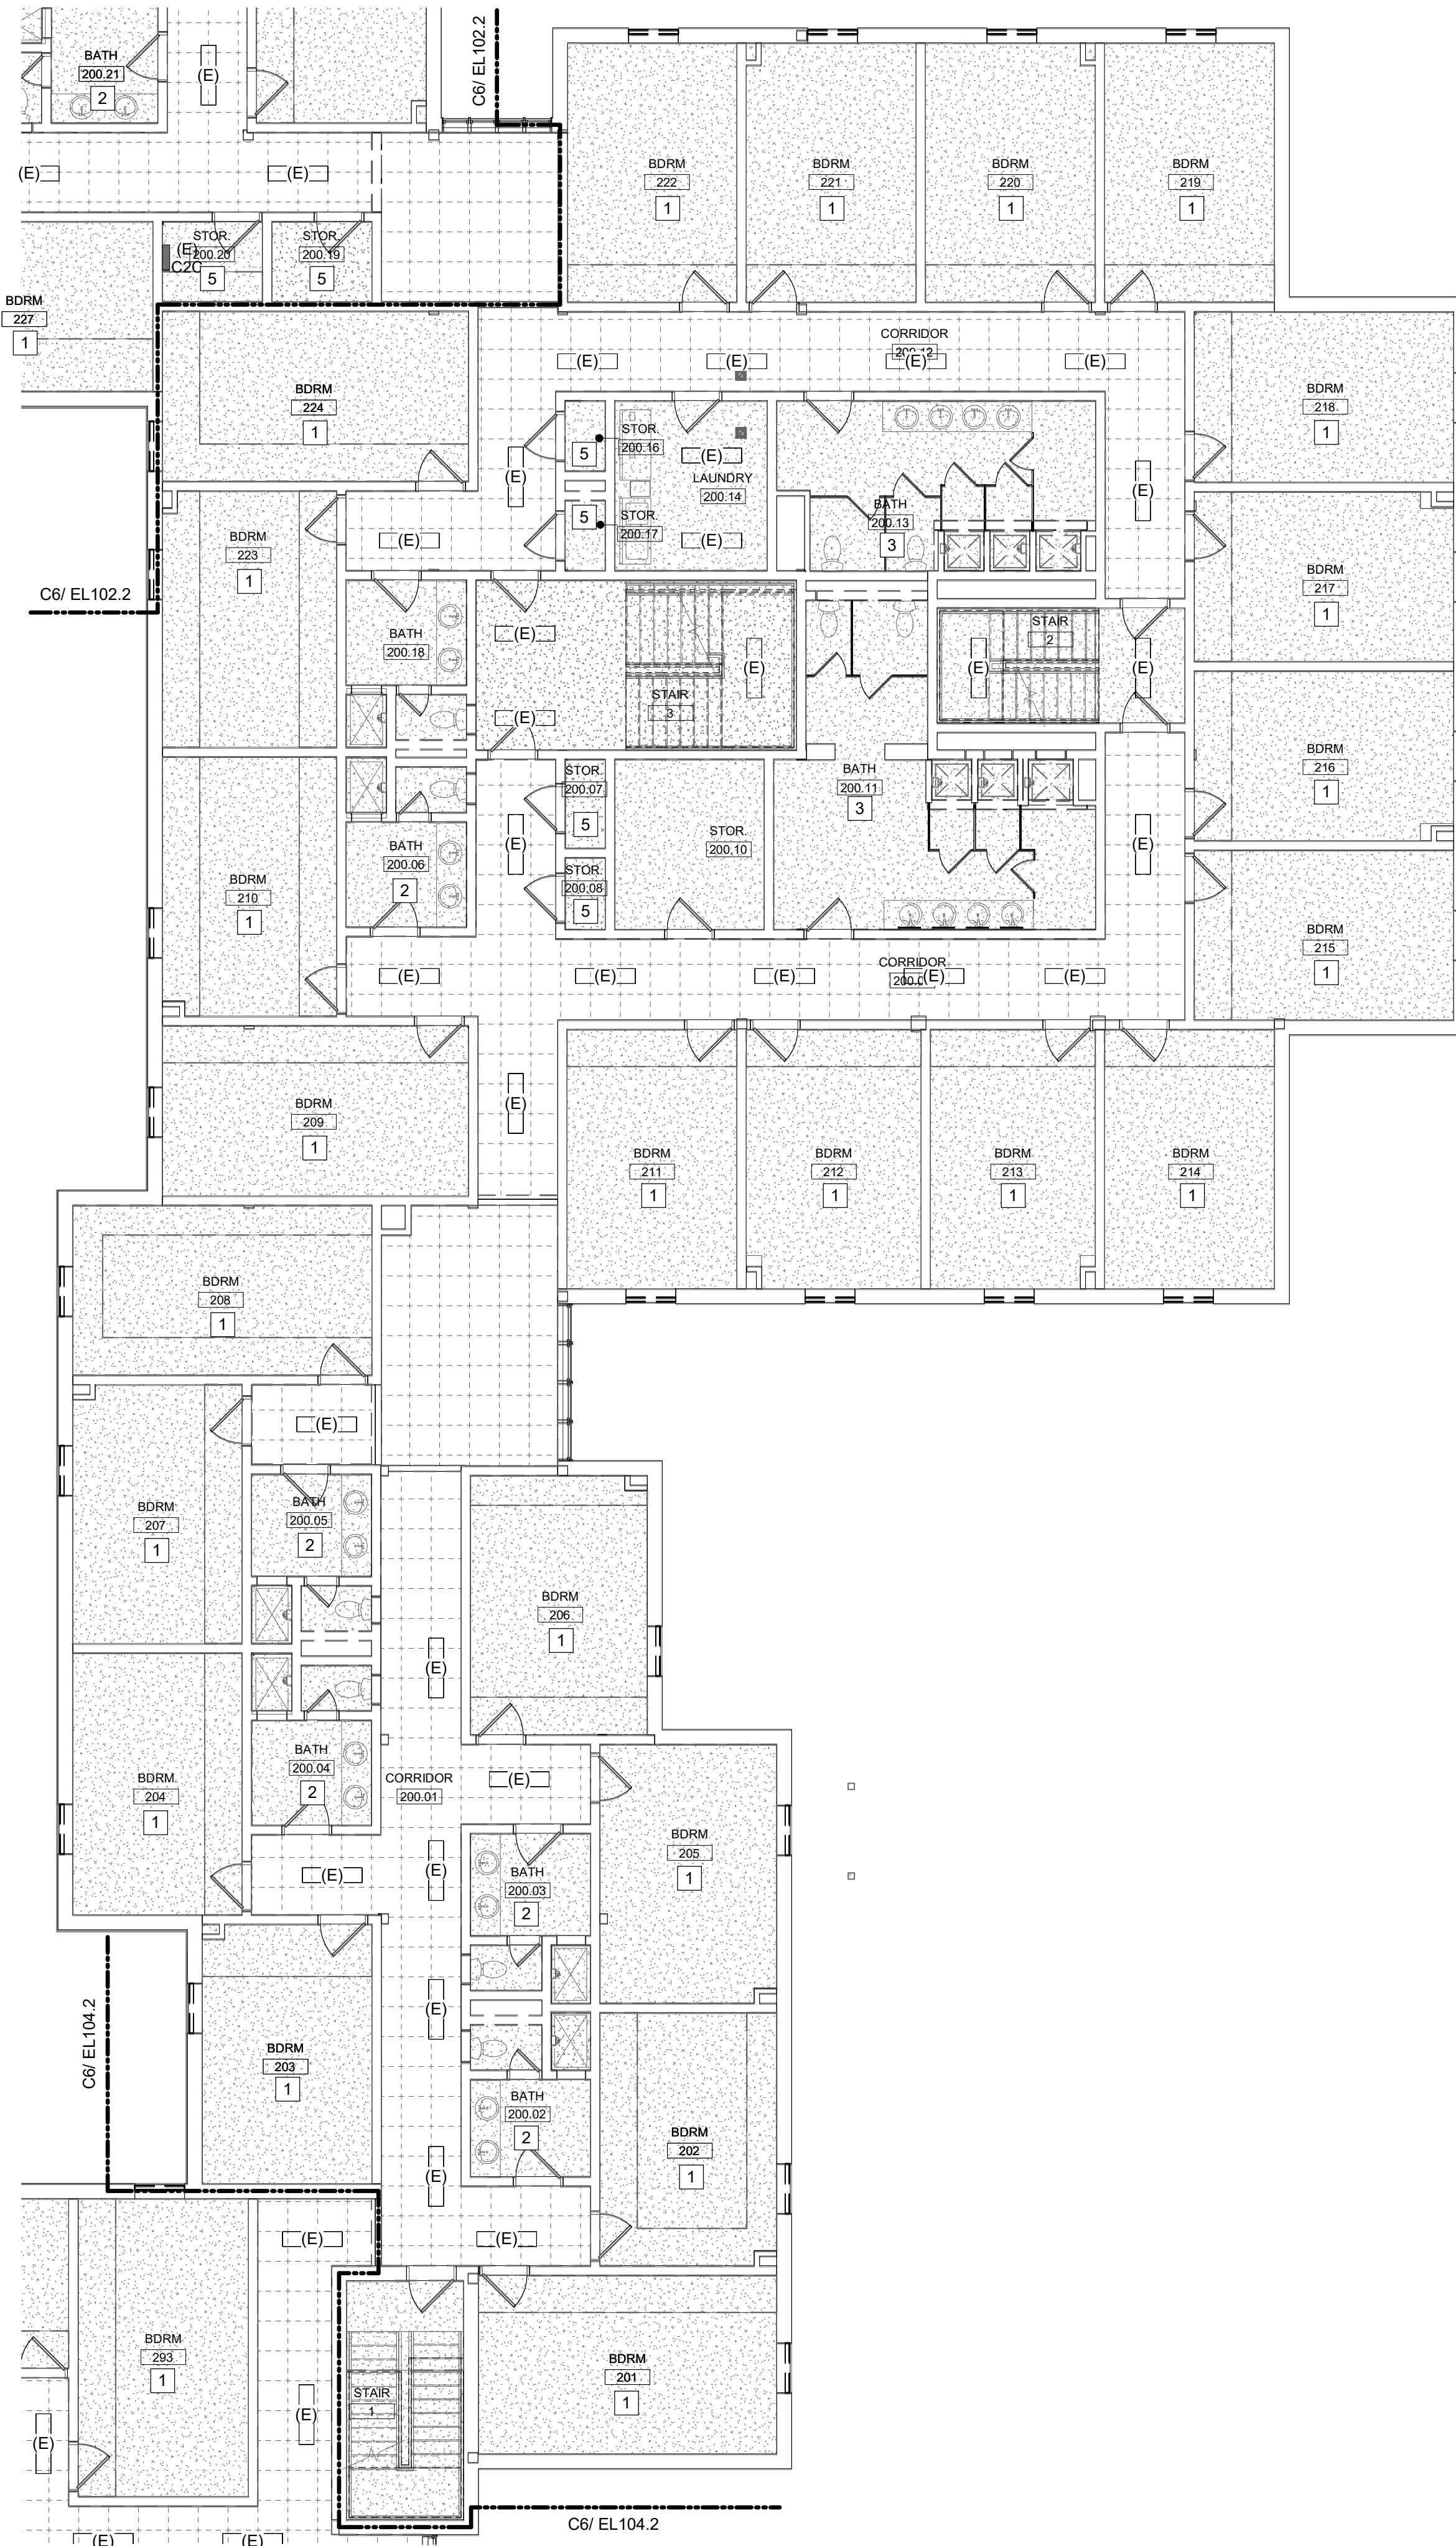 BATH
200.21
2
(E)
C6/ EL102.2
(E)
(E)
STOR.
200.20
5
STOR.
200.19
5
(E)
C2C
BDRM
227
1
BDRM
222
1
BDRM
221
1
BDRM
220
1
BDRM
219
1
BDRM
224
1
CORRIDOR
200.12
(E)
(E)
(E)
(E)
BDRM
218
1
STOR.
200.16
5
(E)
LAUNDRY
200.14
(E)
(E)
STOR.
200.17
5
BATH
200.13
3
(E)
BDRM
223
1
(E)
C6/ EL102.2
BDRM
217
1
BATH
200.18
(E)
(E)
STAIR
3
(E)
STAIR
2
(E)
(E)
BDRM
216
1
STOR.
200.07
5
BATH
200.11
3
STOR.
200.10
(E)
(E)
BATH
200.06
2
BDRM
210
1
STOR.
200.08
5
BDRM
215
1
CORRIDOR
(E)
(E)
(E)
(E)
(E)
BDRM
209
1
(E)
BDRM
211
1
BDRM
212
1
BDRM
213
1
BDRM
214
1
BDRM
208
1
(E)
BDRM
207
1
BATH
200.05
2
BDRM
206
1
(E)
BATH
200.04
2
CORRIDOR
200.01
(E)
BDRM
204
1
BDRM
205
1
(E)
(E)
BATH
200.03
2
C6/ EL104.2
(E)
BDRM
203
1
BATH
200.02
2
BDRM
202
1
(E)
(E)
(E)
BDRM
293
1
BDRM
201
1
STAIR
1
(E)
(E)
C6/ EL104.2
(E)
(E)